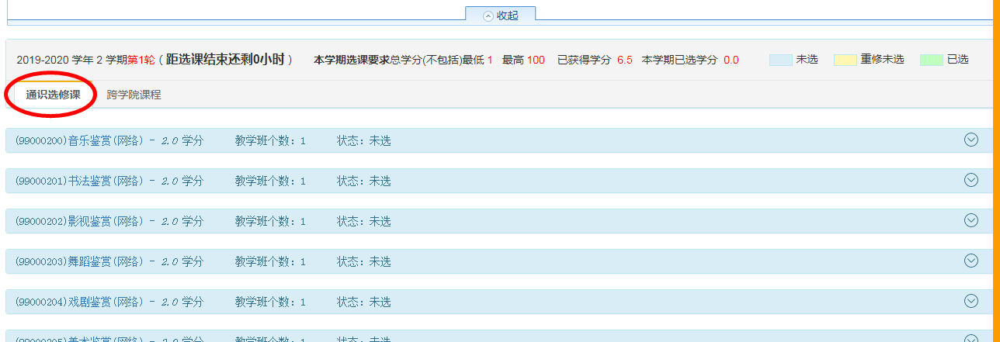 收起
2019-2020 学年 2 学期第1轮（距选课结束还剩0小时） 本学期选课要求总学分(不包括)最低 1 最高 100 已获得学分 6.5 本学期已选学分 0.0 未选 重修未选 已选
通识选修课 跨学院课程
(99000200)音乐鉴赏(网络) - 2.0 学分 教学班个数：1 状态：未选
(99000201)书法鉴赏(网络) - 2.0 学分 教学班个数：1 状态：未选
(99000202)影视鉴赏(网络) - 2.0 学分 教学班个数：1 状态：未选
(99000203)舞蹈鉴赏(网络) - 2.0 学分 教学班个数：1 状态：未选
(99000204)戏剧鉴赏(网络) - 2.0 学分 教学班个数：1 状态：未选
(99000205)美术鉴赏(网络) - 2.0 学分 教学班个数：1 状态：未选